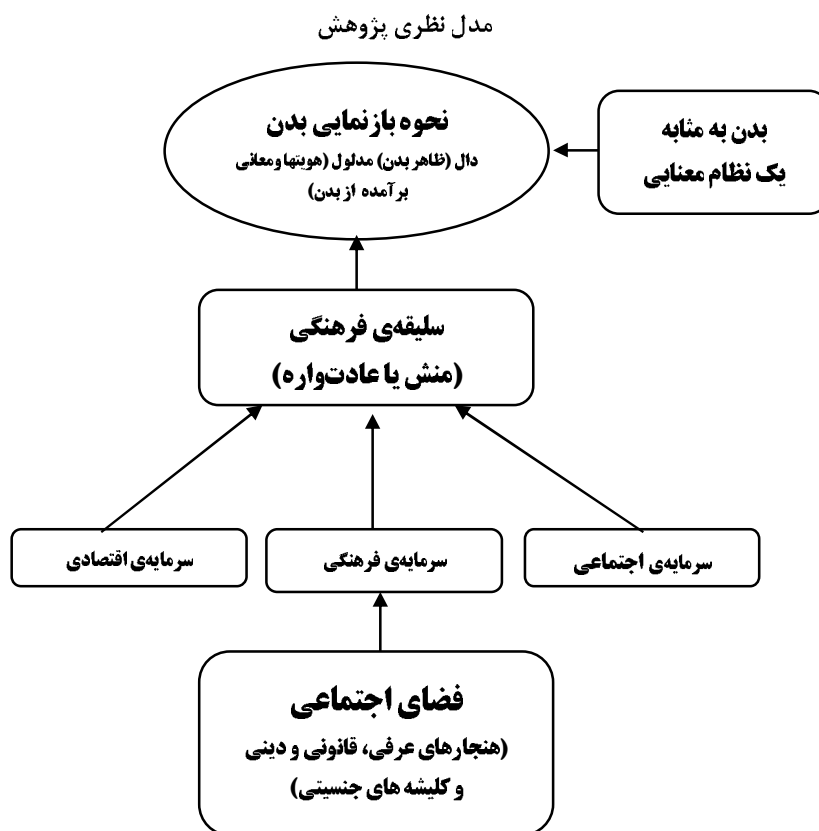 مدل نظری پژوهش
بدن به مثابه
یک نظام معنایی
نحوه بازنمایی بدن
دال (ظاهر بدن) مدلول (هویتها ومعانی
برآمده از بدن)
سلیقه‌ی فرهنگی
(منش یا عادت‌واره)
سرمایه‌ی اجتماعی
سرمایه‌ی فرهنگی
سرمایه‌ی اقتصادی
فضای اجتماعی
(هنجارهای عرفی، قانونی و دینی
و کلیشه های جنسیتی)